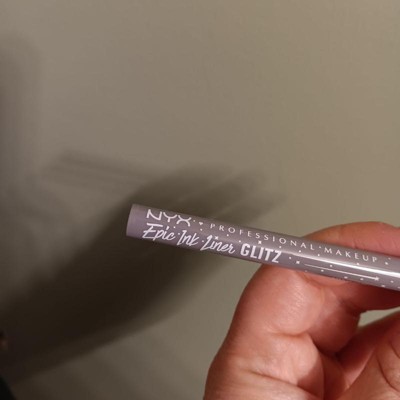 NYX PROFESSIONAL MAKEUP
Epic Ink Liner GLITZ